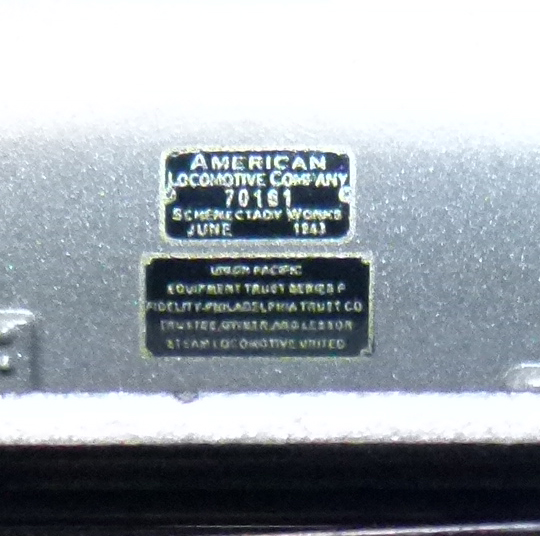 AMERICAN
LOCOMOTIVE COMPANY
70161
SCHENECTADY WORKS
JUNE 1943
UNION PACIFIC
EQUIPMENT TRUST SERIES F
FIDELITY-PHILADELPHIA TRUST CO
TRUSTEE, OWNER, AND LESSOR
STEAM LOCOMOTIVE